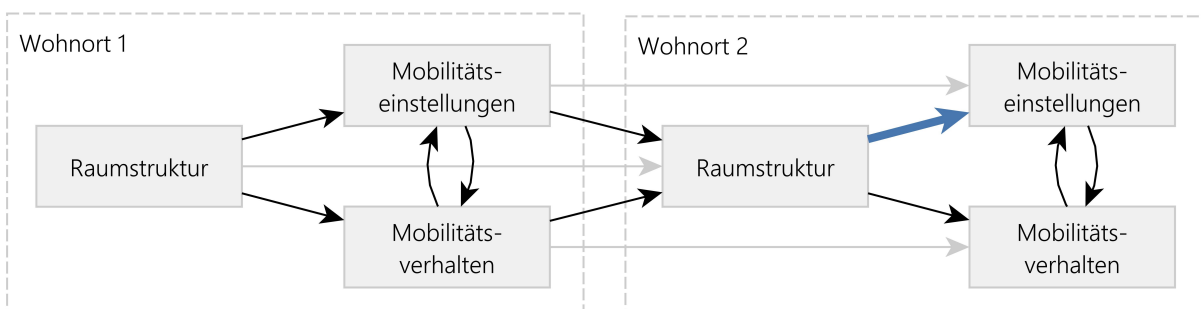 Wohnort 1
Mobilitäts-
einstellungen
Raumstruktur
Mobilitäts-
verhalten
Wohnort 2
Mobilitäts-
einstellungen
Raumstruktur
Mobilitäts-
verhalten